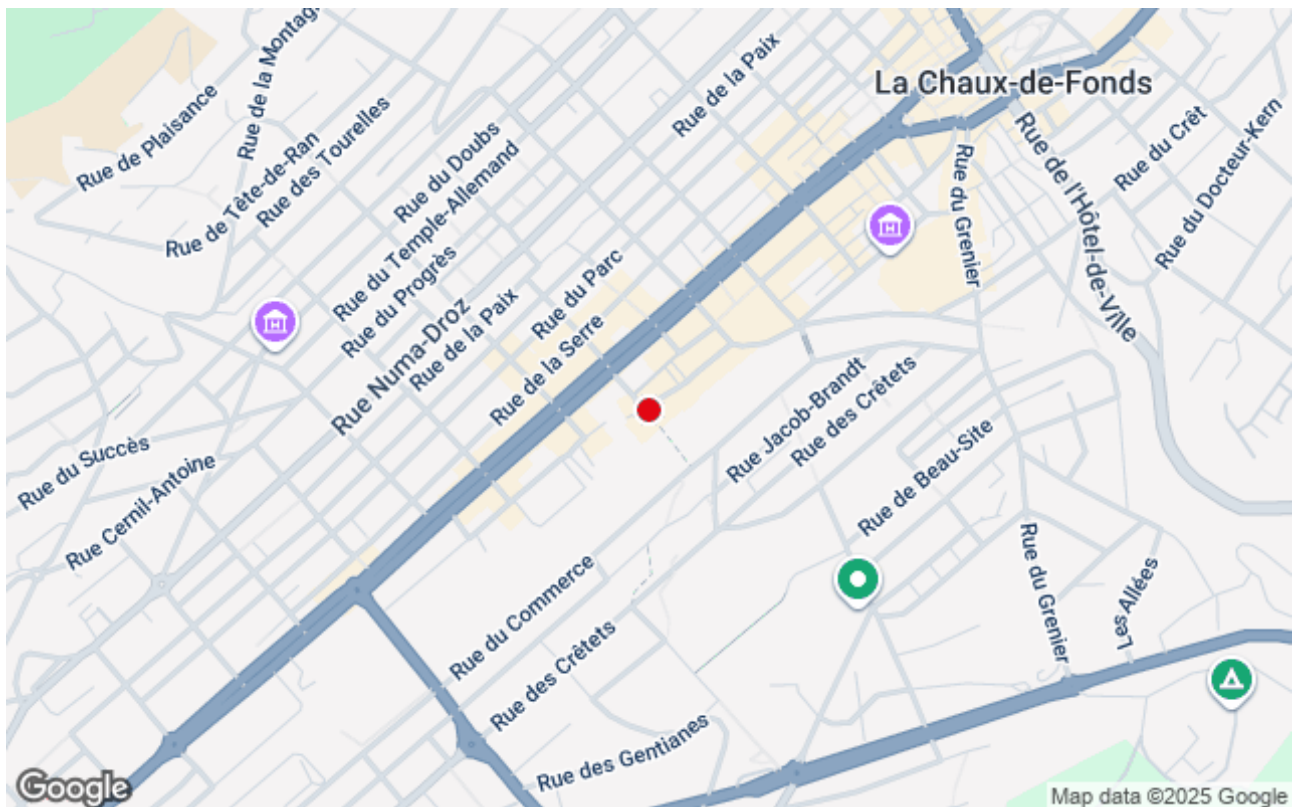 Rue de la Montag
Rue de Plaisance
Rue de la Paix
La Chaux-de-Fonds
Rue des Tourelles
Rue de Tête-de-Ran
Rue du Doubs
Rue du Temple-Allemand
Rue du Progrès
Rue du Grenier
Rue de l'Hôtel-de-Ville
Rue du Crêt
Rue du Docteur-Kern
Rue Numa-Droz
Rue de la Paix
Rue du Parc
Rue de la Serre
Rue du Succès
Rue Cernil-Antoine
Rue Jacob-Brandt
Rue des Crêtets
Rue de Beau-Site
Rue du Commerce
Rue des Crêtets
Rue du Grenier
Les Allées
Rue des Gentianes
Google
Map data ©2025 Google